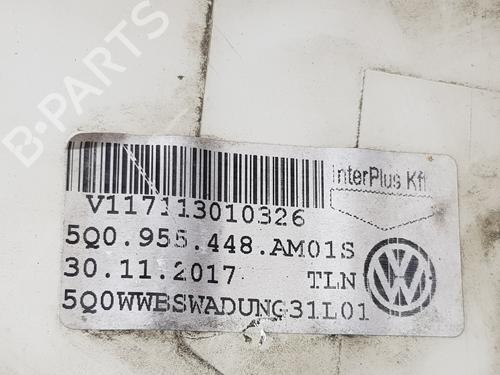 B-PARTS
InterPlus Kft
V117113010326
5Q0.955.448.AM01S
30.11.2017 TLN
5Q0WWBSWADUNG31L01